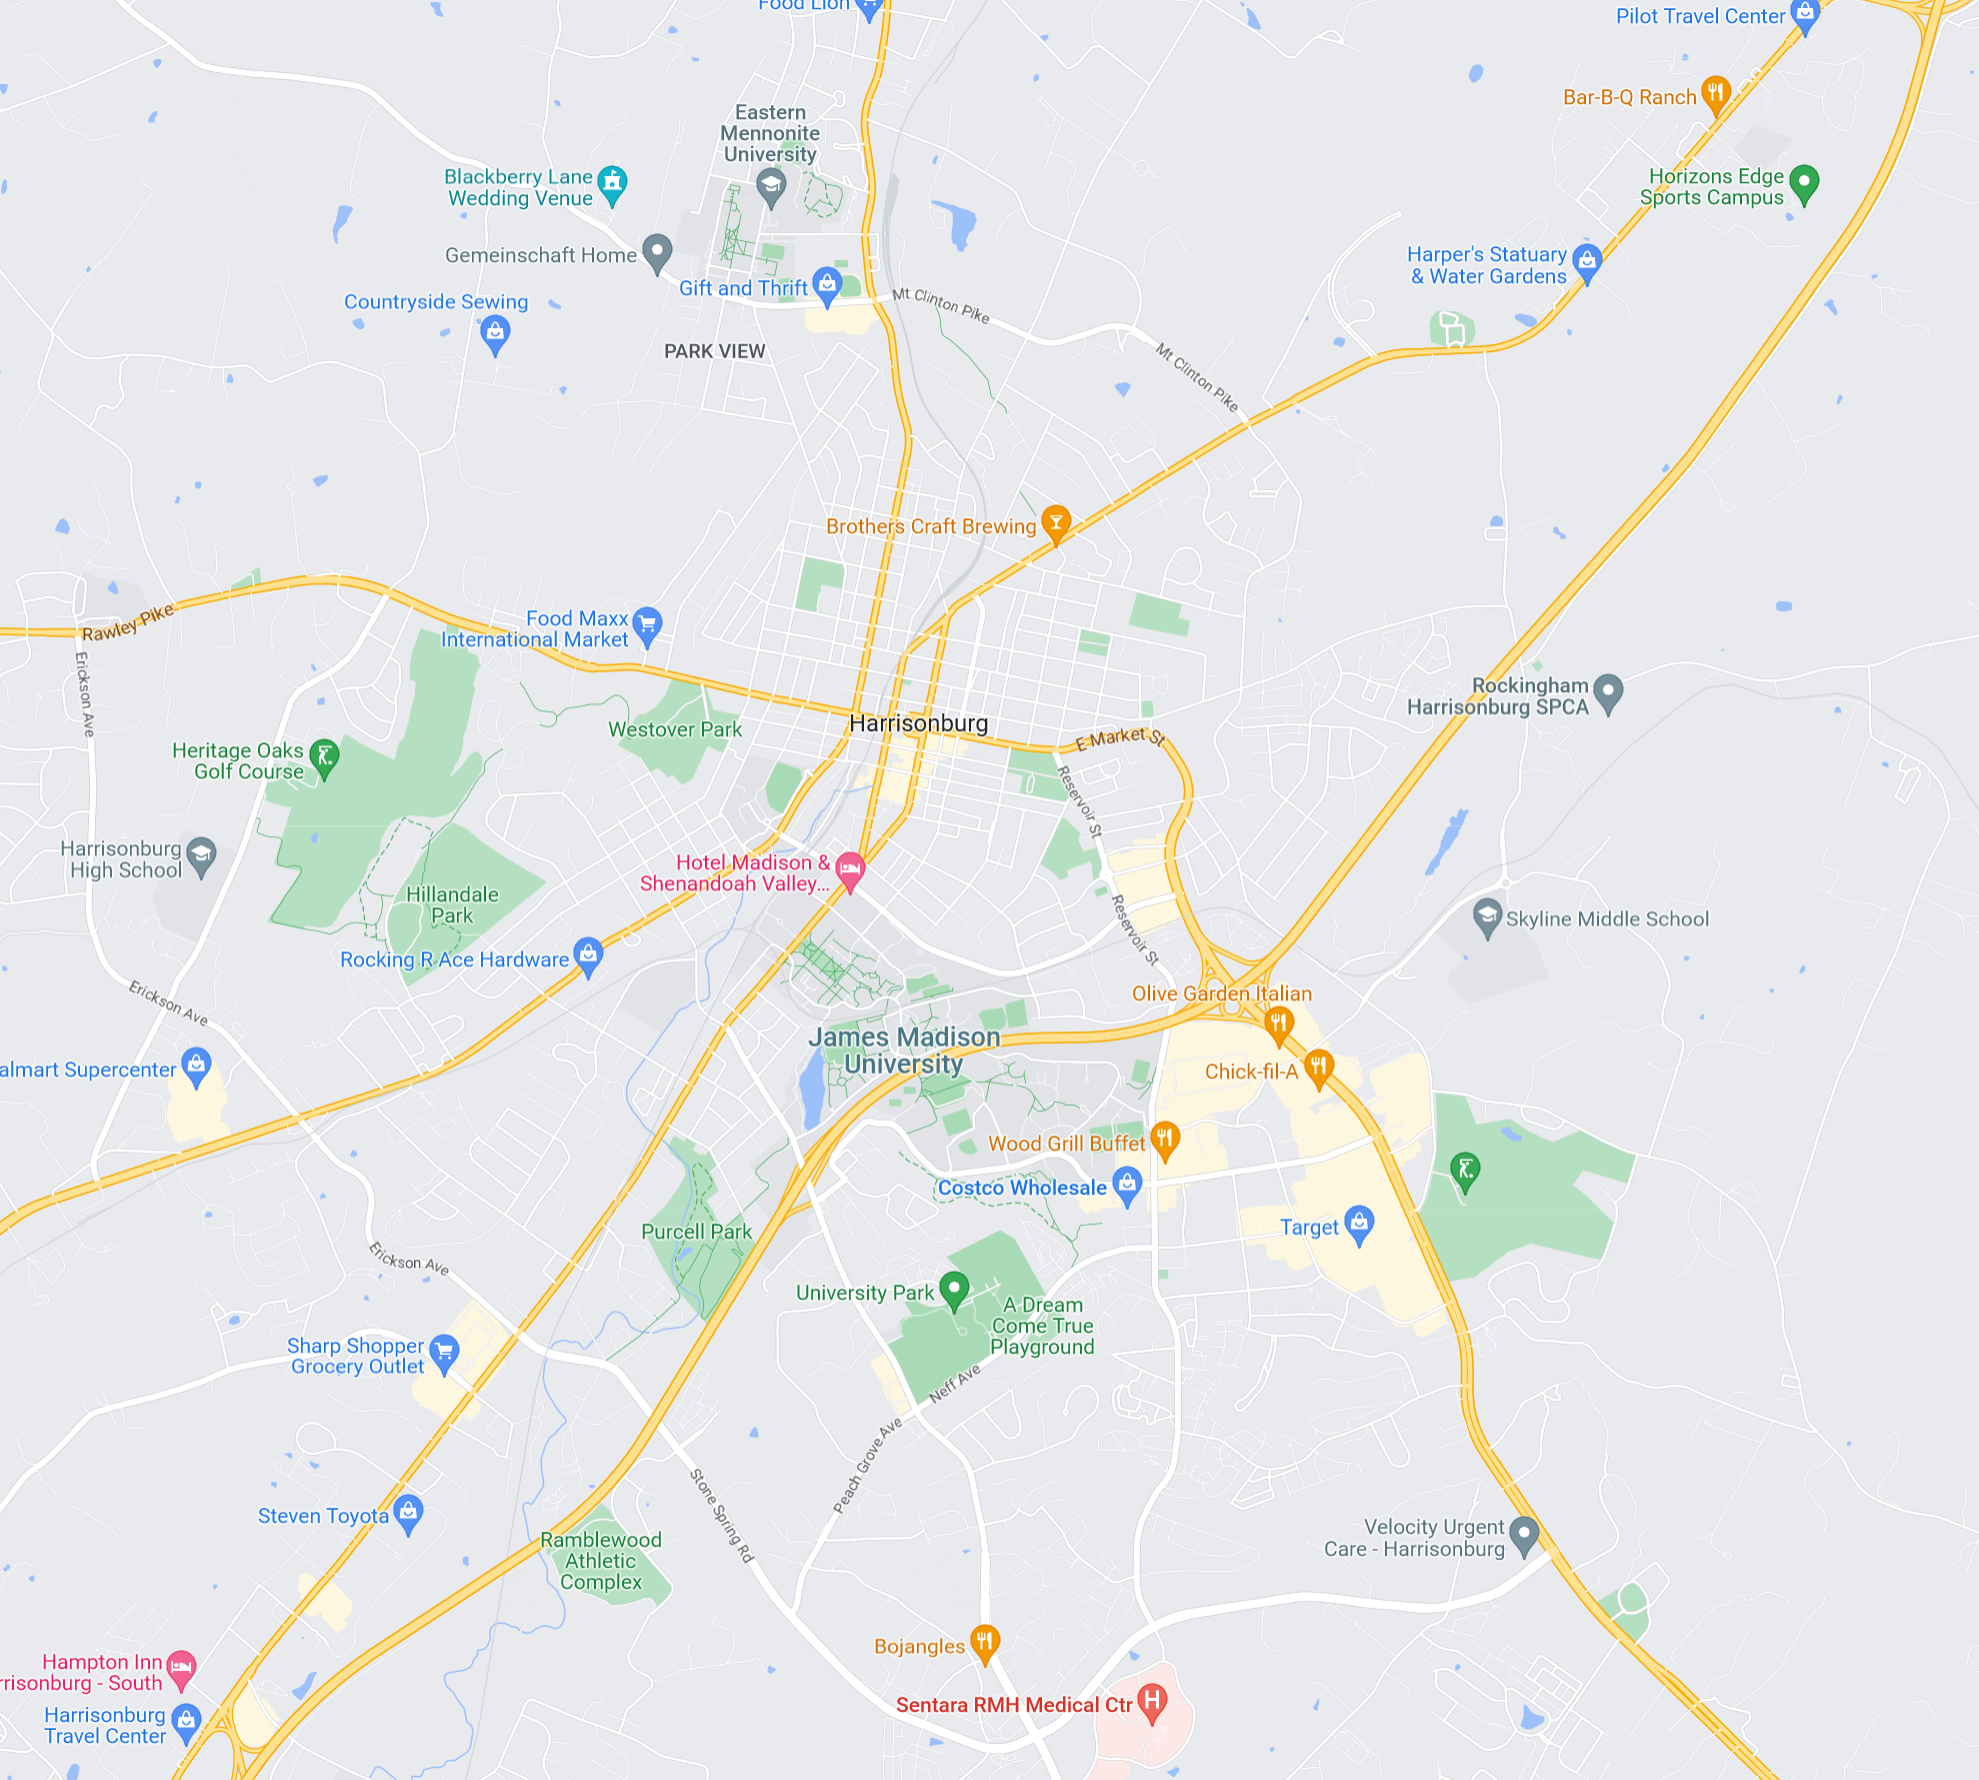 Food Lion
Pilot Travel Center
Bar-B-Q Ranch
Eastern
Mennonite
University
Blackberry Lane
Wedding Venue
Horizons Edge
Sports Campus
Gemeinschaft Home
Harper's Statuary
& Water Gardens
Gift and Thrift
Mt Clinton Pike
Countryside Sewing
PARK VIEW
Mt Clinton Pike
Brothers Craft Brewing
Rawley Pike
Food Maxx
International Market
Erickson Ave
Rockingham
Harrisonburg SPCA
Westover Park
Harrisonburg
E Market St
Heritage Oaks
Golf Course
Reservoir St
Harrisonburg
High School
Hotel Madison &
Shenandoah Valley...
Hillandale
Park
Reservoir St
Skyline Middle School
Rocking R Ace Hardware
Erickson Ave
Olive Garden Italian
James Madison
University
almart Supercenter
Chick-fil-A
Wood Grill Buffet
Costco Wholesale
Purcell Park
Target
Erickson Ave
University Park
A Dream
Come True
Playground
Sharp Shopper
Grocery Outlet
Neff Ave
Peach Grove Ave
Stone Spring Rd
Steven Toyota
Velocity Urgent
Care - Harrisonburg
Ramblewood
Athletic
Complex
Bojangles
Hampton Inn
rrisonburg - South
Sentara RMH Medical Ctr
Harrisonburg
Travel Center